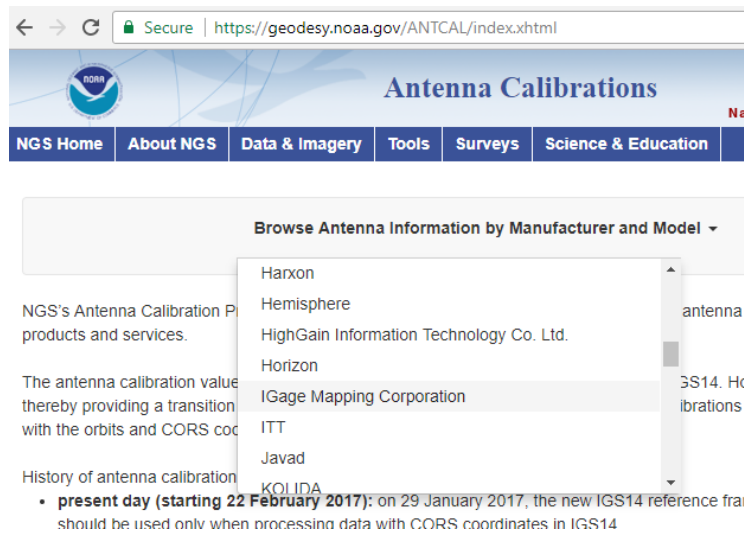 Secure | https://geodesy.noaa.gov/ANTCAL/index.xhtml
NOAA
Antenna Calibrations
Na
NGS Home About NGS Data & Imagery Tools Surveys Science & Education
Browse Antenna Information by Manufacturer and Model
Harxon
Hemisphere
HighGain Information Technology Co. Ltd.
Horizon
IGage Mapping Corporation
ITT
Javad
KOLIDA
NGS's Antenna Calibration P antenna
products and services.
The antenna calibration value GS14. Ho
thereby providing a transition ibrations
with the orbits and CORS coo
History of antenna calibration
• present day (starting 22 February 2017): on 29 January 2017, the new IGS14 reference fra
should be used only when processing data with CORS coordinates in IGS14